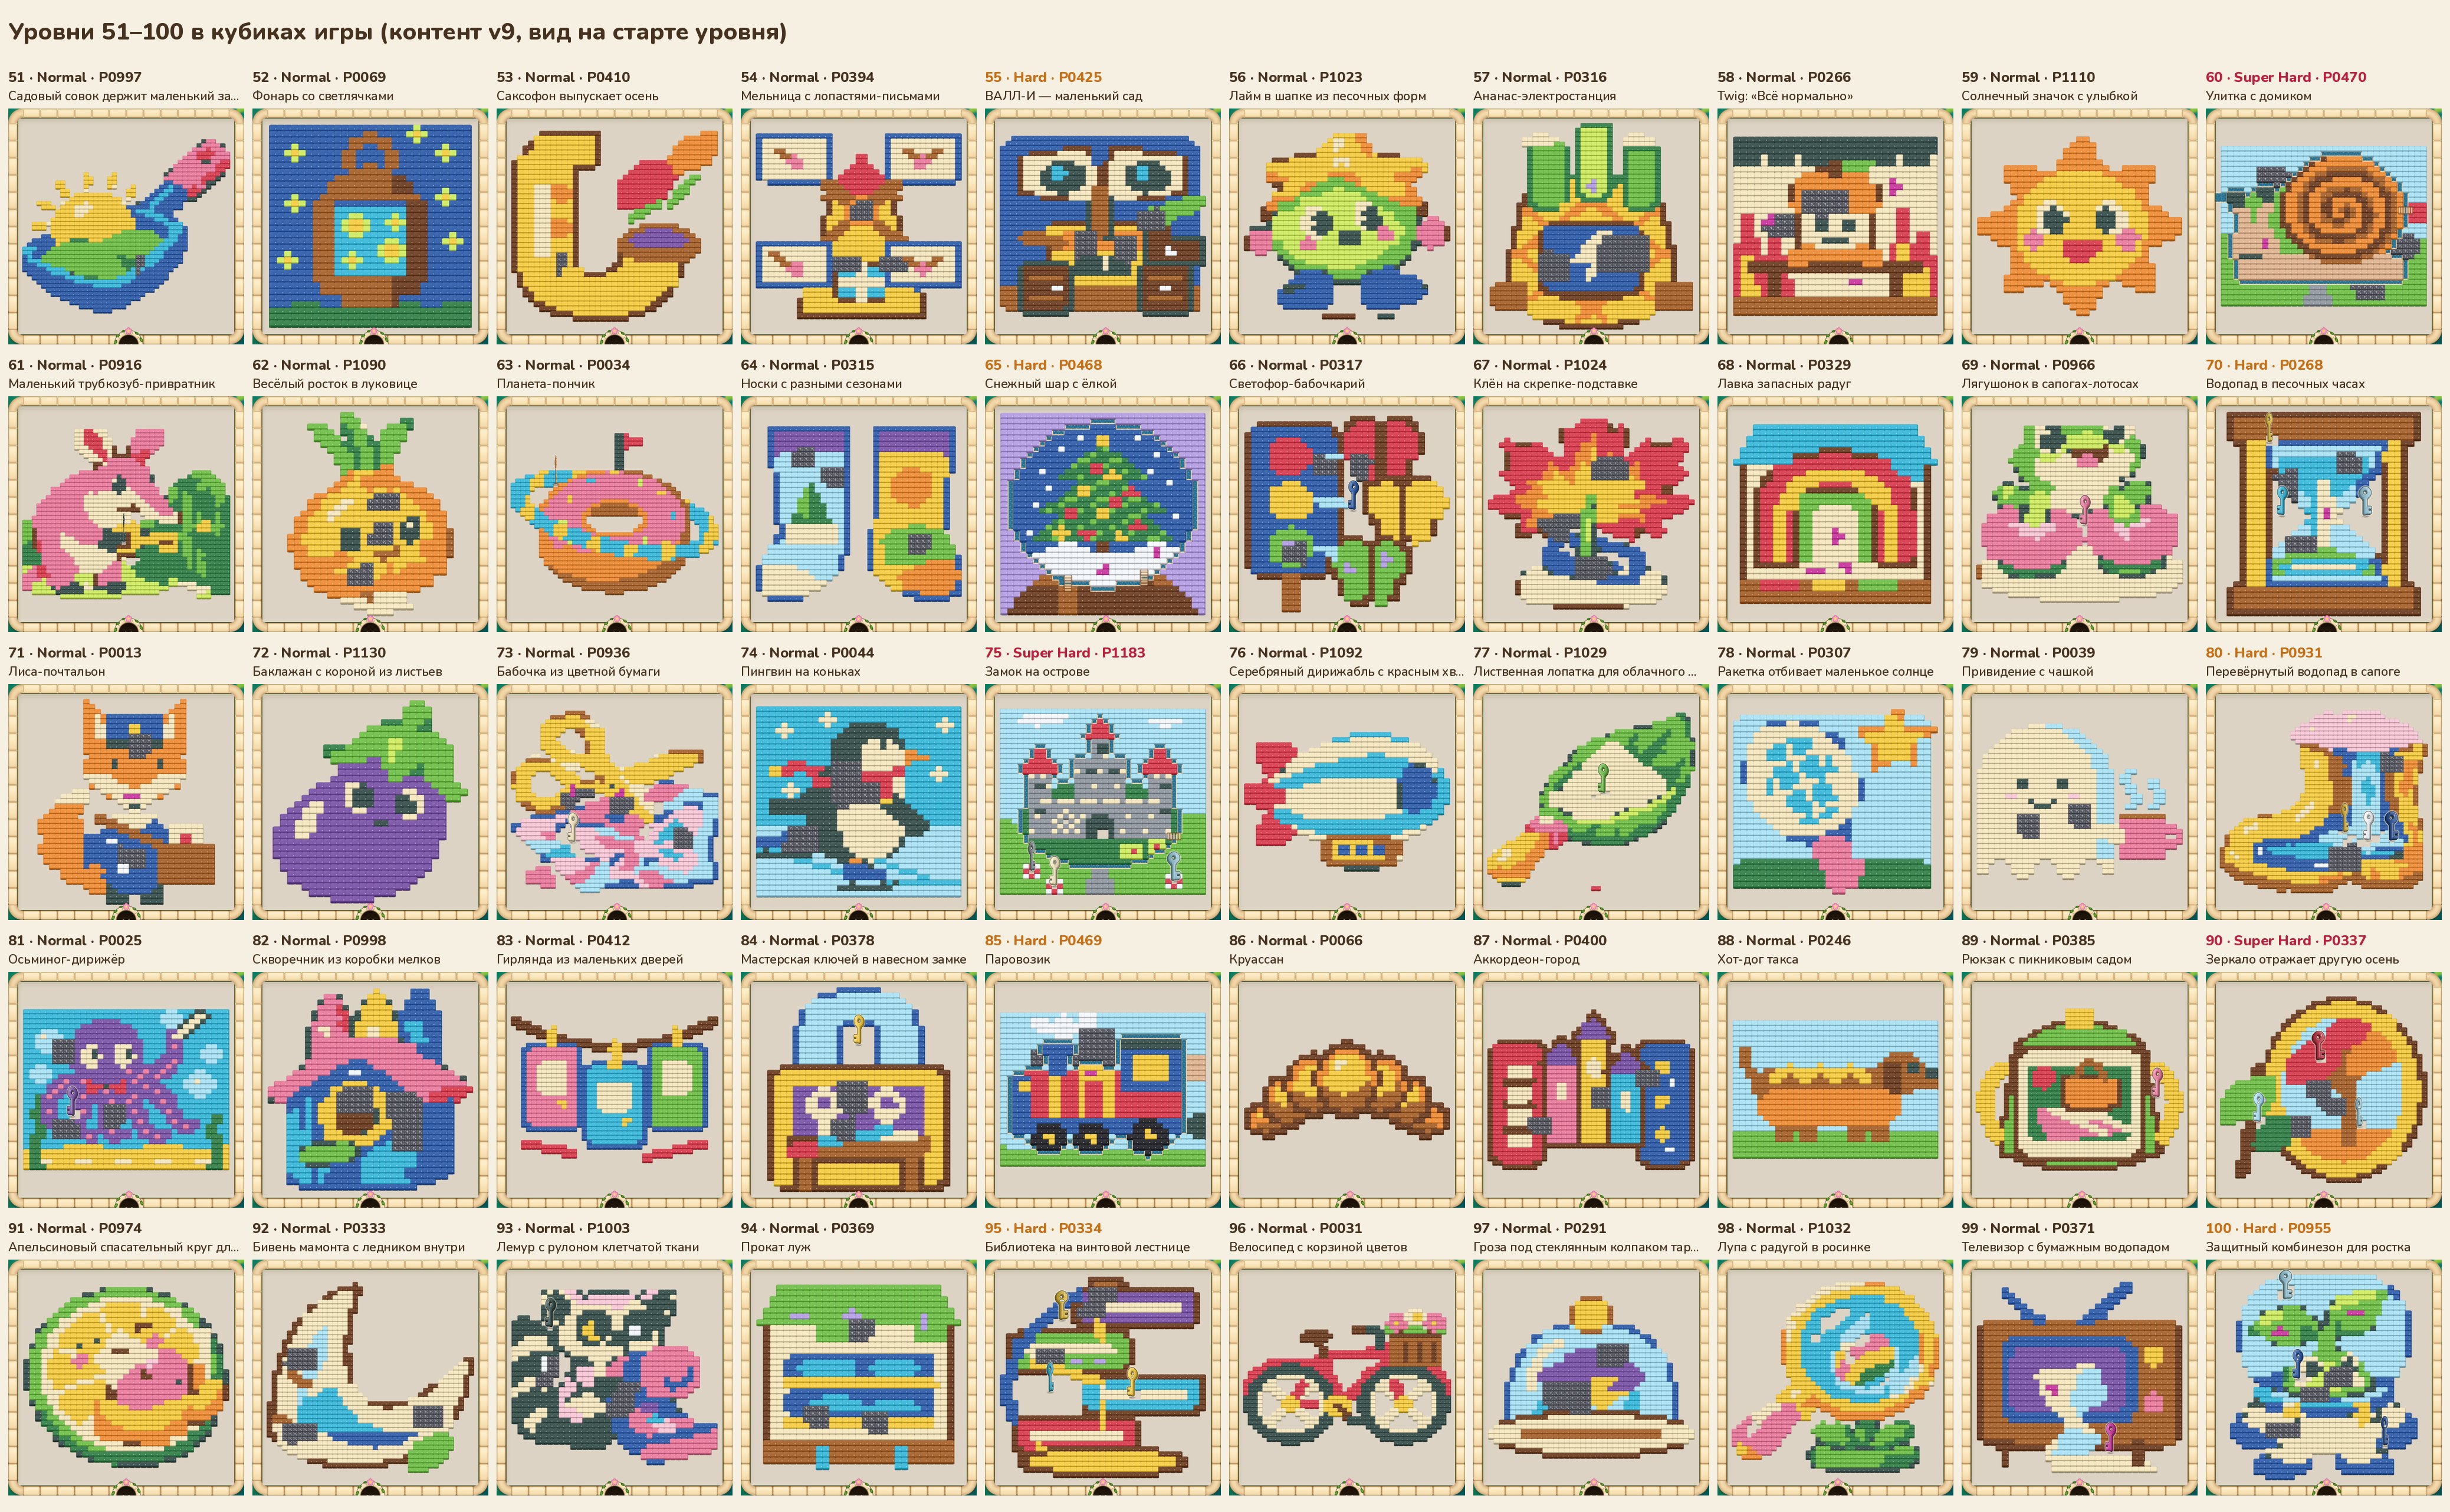 Уровни 51–100 в кубиках игры (контент v9, вид на старте уровня)
51 · Normal · P0997
Садовый совок держит маленький за...
52 · Normal · P0069
Фонарь со светлячками
53 · Normal · P0410
Саксофон выпускает осень
54 · Normal · P0394
Мельница с лопастями-письмами
55 · Hard · P0425
ВАЛЛ-И — маленький сад
56 · Normal · P1023
Лайм в шапке из песочных форм
57 · Normal · P0316
Ананас-электростанция
58 · Normal · P0266
Twig: «Всё нормально»
59 · Normal · P1110
Солнечный значок с улыбкой
60 · Super Hard · P0470
Улитка с домиком
61 · Normal · P0916
Маленький трубкозуб-привратник
62 · Normal · P1090
Весёлый росток в луковице
63 · Normal · P0034
Планета-пончик
64 · Normal · P0315
Носки с разными сезонами
65 · Hard · P0468
Снежный шар с ёлкой
66 · Normal · P0317
Светофор-бабочкарий
67 · Normal · P1024
Клён на скрепке-подставке
68 · Normal · P0329
Лавка запасных радуг
69 · Normal · P0966
Лягушонок в сапогах-лотосах
70 · Hard · P0268
Водопад в песочных часах
71 · Normal · P0013
Лиса-почтальон
72 · Normal · P1130
Баклажан с короной из листьев
73 · Normal · P0936
Бабочка из цветной бумаги
74 · Normal · P0044
Пингвин на коньках
75 · Super Hard · P1183
Замок на острове
76 · Normal · P1092
Серебряный дирижабль с красным хв...
77 · Normal · P1029
Лиственная лопатка для облачного ...
78 · Normal · P0307
Ракетка отбивает маленькое солнце
79 · Normal · P0039
Привидение с чашкой
80 · Hard · P0931
Перевёрнутый водопад в сапоге
81 · Normal · P0025
Осьминог-дирижёр
82 · Normal · P0998
Скворечник из коробки мелков
83 · Normal · P0412
Гирлянда из маленьких дверей
84 · Normal · P0378
Мастерская ключей в навесном замке
85 · Hard · P0469
Паровозик
86 · Normal · P0066
Круассан
87 · Normal · P0400
Аккордеон-город
88 · Normal · P0246
Хот-дог такса
89 · Normal · P0385
Рюкзак с пикниковым садом
90 · Super Hard · P0337
Зеркало отражает другую осень
91 · Normal · P0974
Апельсиновый спасательный круг дл...
92 · Normal · P0333
Бивень мамонта с ледником внутри
93 · Normal · P1003
Лемур с рулоном клетчатой ткани
94 · Normal · P0369
Прокат луж
95 · Hard · P0334
Библиотека на винтовой лестнице
96 · Normal · P0031
Велосипед с корзиной цветов
97 · Normal · P0291
Гроза под стеклянным колпаком тар...
98 · Normal · P1032
Лупа с радугой в росинке
99 · Normal · P0371
Телевизор с бумажным водопадом
100 · Hard · P0955
Защитный комбинезон для ростка